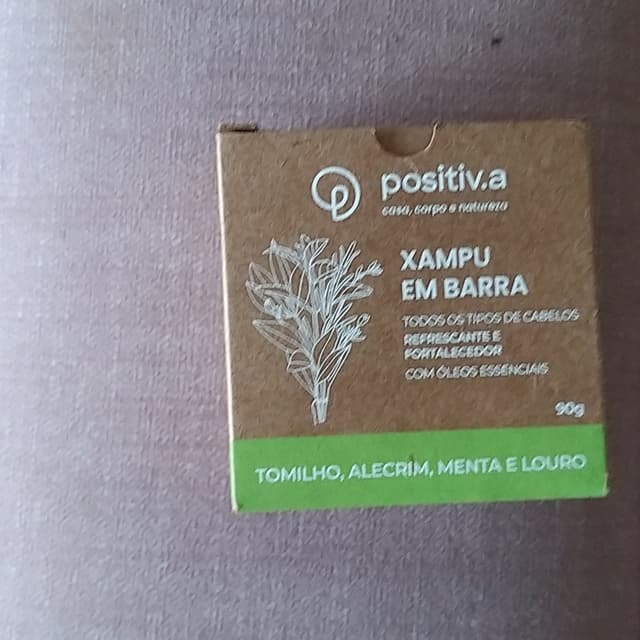 positiv.a
casa, corpo e natureza
XAMPU
EM BARRA
TODOS OS TIPOS DE CABELOS
REFRESCANTE E
FORTALECEDOR
COM ÓLEOS ESSENCIAIS
90g
TOMILHO, ALECRIM, MENTA E LOURO